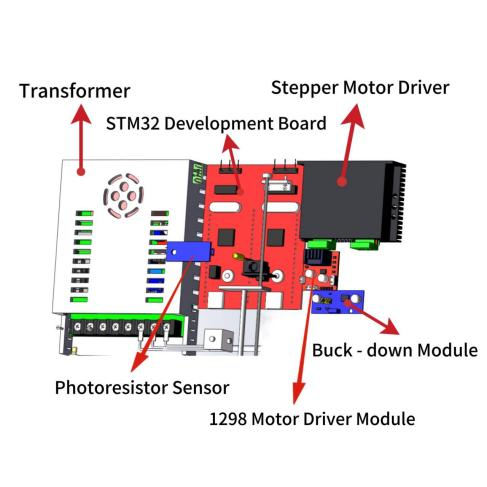 Transformer
Stepper Motor Driver
STM32 Development Board
Buck - down Module
Photoresistor Sensor
1298 Motor Driver Module